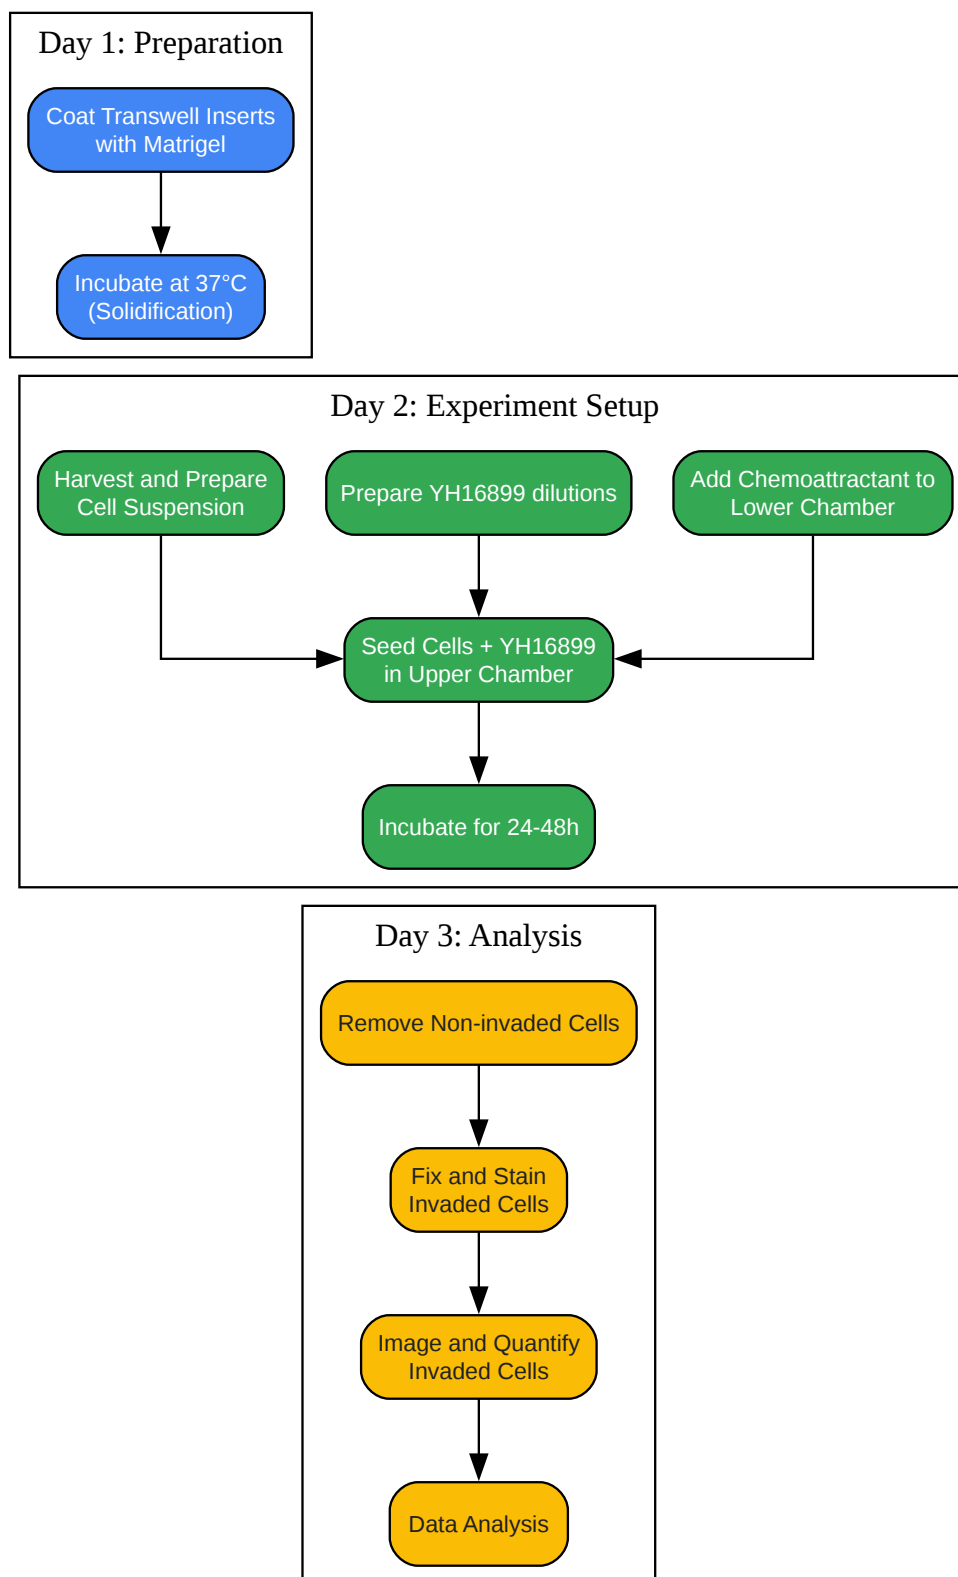 Day 1: Preparation
Coat Transwell Inserts
with Matrigel
Incubate at 37°C
(Solidification)
Day 2: Experiment Setup
Harvest and Prepare
Cell Suspension
Prepare YH16899 dilutions
Add Chemoattractant to
Lower Chamber
Seed Cells + YH16899
in Upper Chamber
Incubate for 24-48h
Day 3: Analysis
Remove Non-invaded Cells
Fix and Stain
Invaded Cells
Image and Quantify
Invaded Cells
Data Analysis